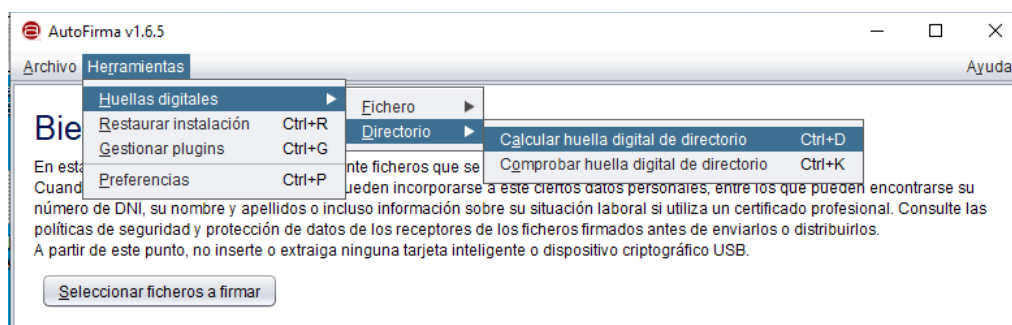 AutoFirma v1.6.5
Archivo Herramientas Ayuda
Huellas digitales
Restaurar instalación Ctrl+R
Gestionar plugins Ctrl+G
Preferencias Ctrl+P
Fichero
Directorio
Calcular huella digital de directorio Ctrl+D
Comprobar huella digital de directorio Ctrl+K
Bie
En esta nte ficheros que se
Cuand ueden incorporarse a este ciertos datos personales, entre los que pueden encontrarse su
número de DNI, su nombre y apellidos o incluso información sobre su situación laboral si utiliza un certificado profesional. Consulte las
políticas de seguridad y protección de datos de los receptores de los ficheros firmados antes de enviarlos o distribuirlos.
A partir de este punto, no inserte o extraiga ninguna tarjeta inteligente o dispositivo criptográfico USB.
Seleccionar ficheros a firmar